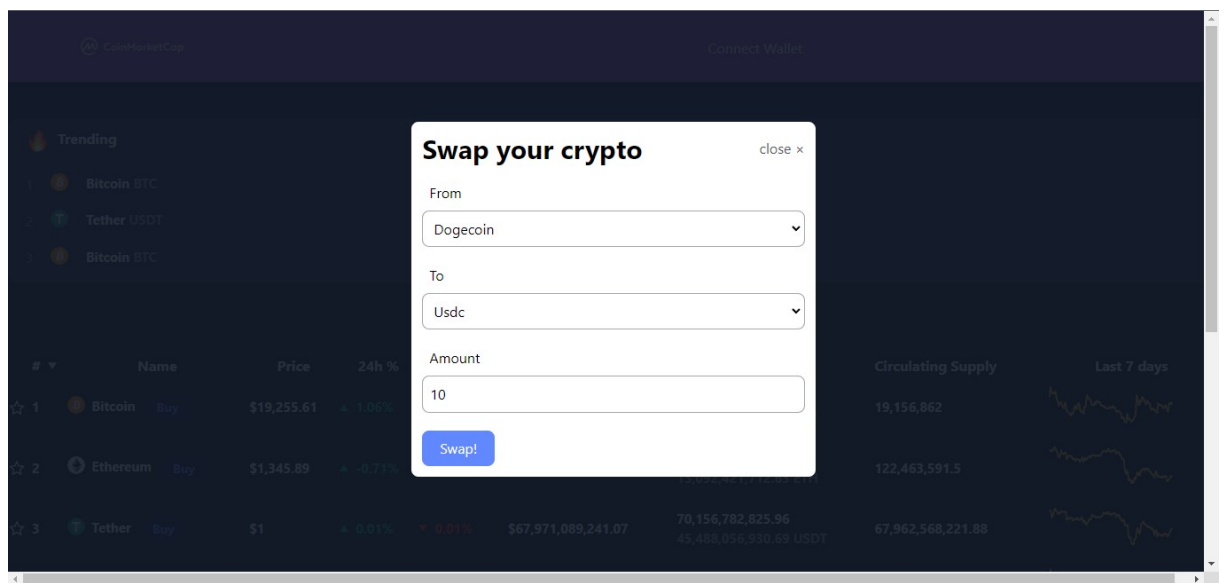 CoinMarketCap
Connect Wallet
Trending
1 Bitcoin BTC
2 Tether USDT
3 Bitcoin BTC
Swap your crypto
close ×
From
Dogecoin
To
Usdc
Amount
10
Swap!
# ▼ Name Price 24h % Circulating Supply Last 7 days
☆ 1 Bitcoin Buy $19,255.61 ▲ 1.06% 19,156,862
☆ 2 Ethereum Buy $1,345.89 ▲ -0.71% 122,463,591.5
☆ 3 Tether Buy $1 ▲ 0.01% ▼ 0.01% $67,971,089,241.07 70,156,782,825.96 67,962,568,221.88
45,488,056,930.69 USDT